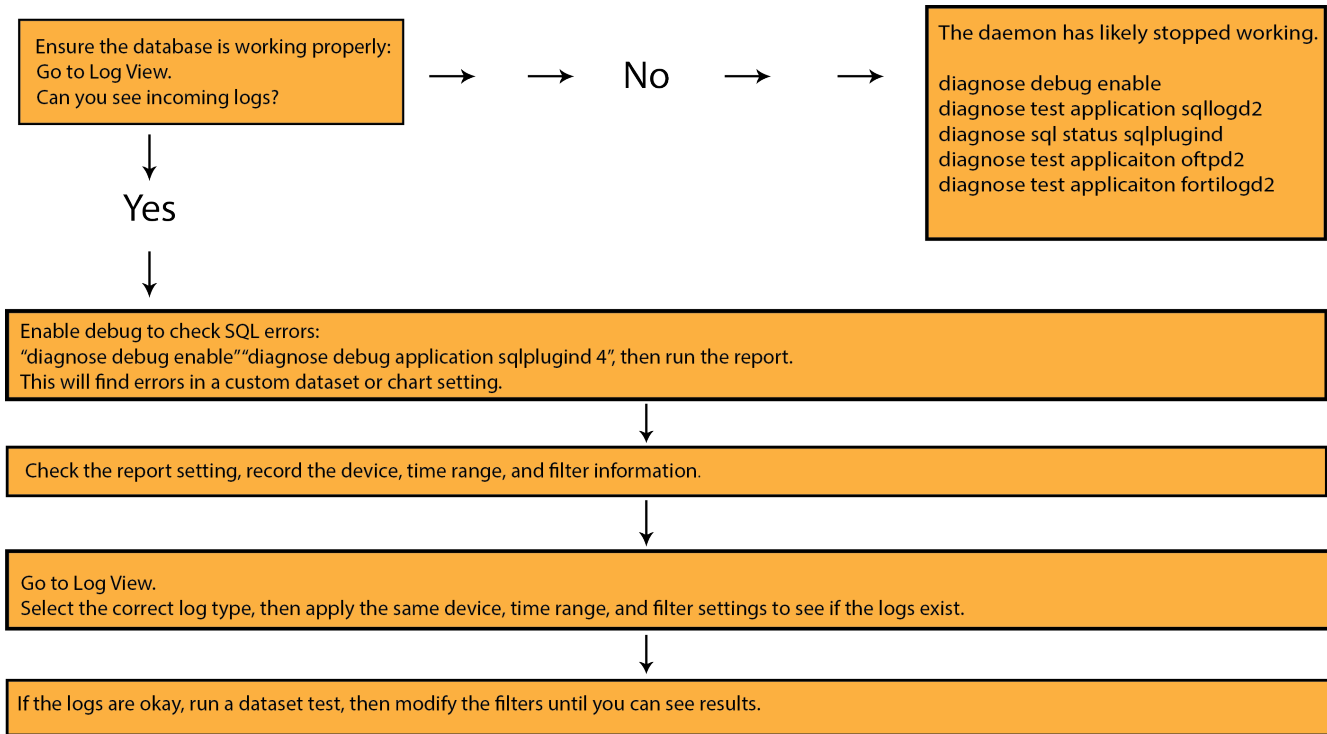 Ensure the database is working properly:
Go to Log View.
Can you see incoming logs?
No
The daemon has likely stopped working.
diagnose debug enable
diagnose test application sqllogd2
diagnose sql status sqlplugind
diagnose test applicaiton oftpd2
diagnose test applicaiton fortilogd2
Yes
Enable debug to check SQL errors:
“diagnose debug enable”“diagnose debug application sqlplugind 4”, then run the report.
This will find errors in a custom dataset or chart setting.
Check the report setting, record the device, time range, and filter information.
Go to Log View.
Select the correct log type, then apply the same device, time range, and filter settings to see if the logs exist.
If the logs are okay, run a dataset test, then modify the filters until you can see results.